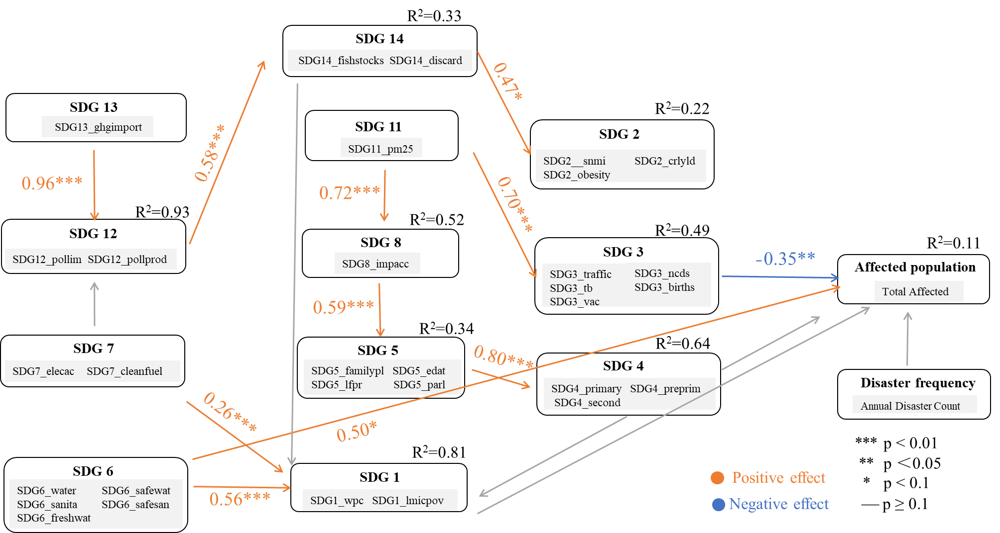 R²=0.33
SDG 14
SDG14_fishstocks SDG14_discard
0.47*
SDG 13
SDG13_ghgimport
0.58***
0.96***
SDG 11
SDG11_pm25
R²=0.22
SDG 2
SDG2__snmi SDG2_crlyld
SDG2_obesity
0.72***
0.70***
R²=0.93
SDG 12
SDG12_pollim SDG12_pollprod
R²=0.52
SDG 8
SDG8_impacc
R²=0.49
SDG 3
SDG3_traffic SDG3_ncds
SDG3_tb SDG3_births
SDG3_vac
-0.35**
R²=0.11
Affected population
Total Affected
0.59***
SDG 7
SDG7_elecac SDG7_cleanfuel
R²=0.34
SDG 5
SDG5_familypl SDG5_edat
SDG5_lfpr SDG5_parl
0.80***
R²=0.64
SDG 4
SDG4_primary SDG4_preprim
SDG4_second
Disaster frequency
Annual Disaster Count
0.26***
0.50*
SDG 6
SDG6_water SDG6_safewat
SDG6_sanita SDG6_safesan
SDG6_freshwat
0.56***
R²=0.81
SDG 1
SDG1_wpc SDG1_lmicpov
Positive effect
Negative effect
*** p < 0.01
** p <0.05
* p < 0.1
p ≥ 0.1